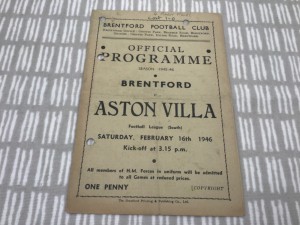 BRENTFORD FOOTBALL CLUB
OFFICIAL
PROGRAMME
BRENTFORD
v
ASTON VILLA
Football League (South)
SATURDAY, FEBRUARY 16th 1946
Kick-off at 3.15 p.m.
All members of H.M. Forces in uniform will be admitted
to all Games at reduced prices.
ONE PENNY
[COPYRIGHT